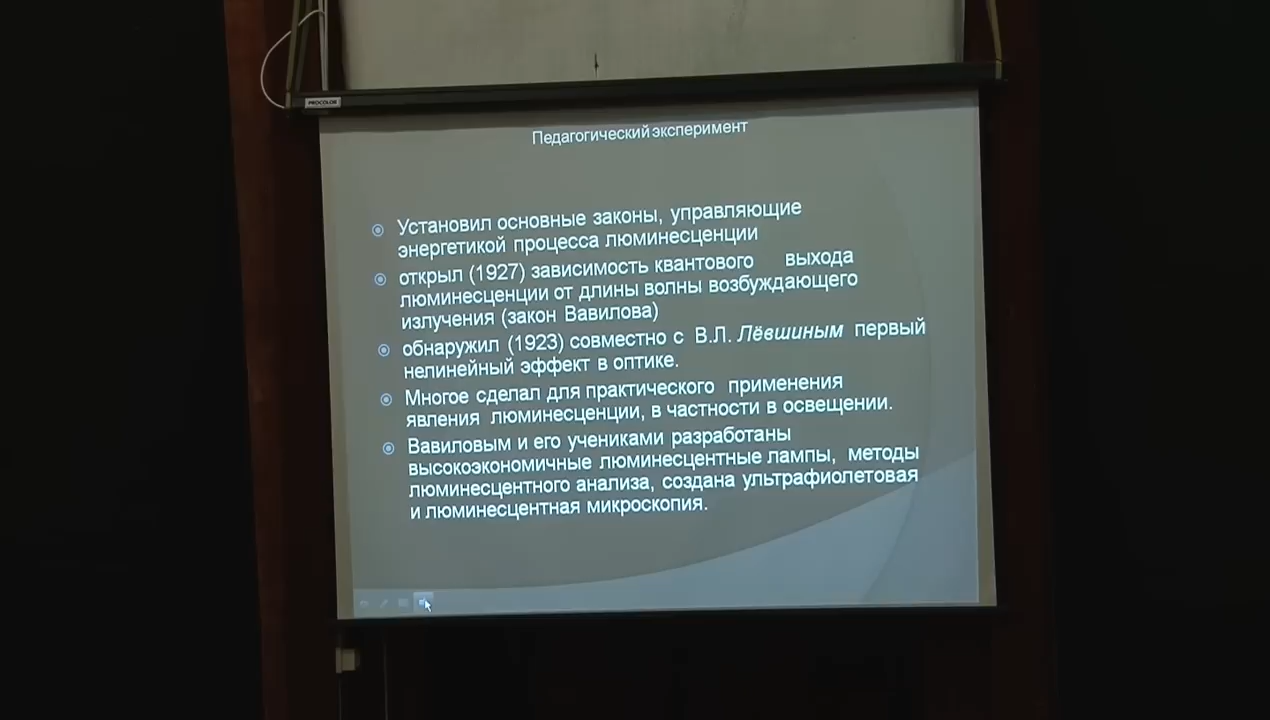 PROCOLOR
Педагогический эксперимент
Установил основные законы, управляющие
энергетикой процесса люминесценции
открыл (1927) зависимость квантового выхода
люминесценции от длины волны возбуждающего
излучения (закон Вавилова)
обнаружил (1923) совместно с В.Л. Лёвшиным первый
нелинейный эффект в оптике.
Многое сделал для практического применения
явления люминесценции, в частности в освещении.
Вавиловым и его учениками разработаны
высокоэкономичные люминесцентные лампы, методы
люминесцентного анализа, создана ультрафиолетовая
и люминесцентная микроскопия.